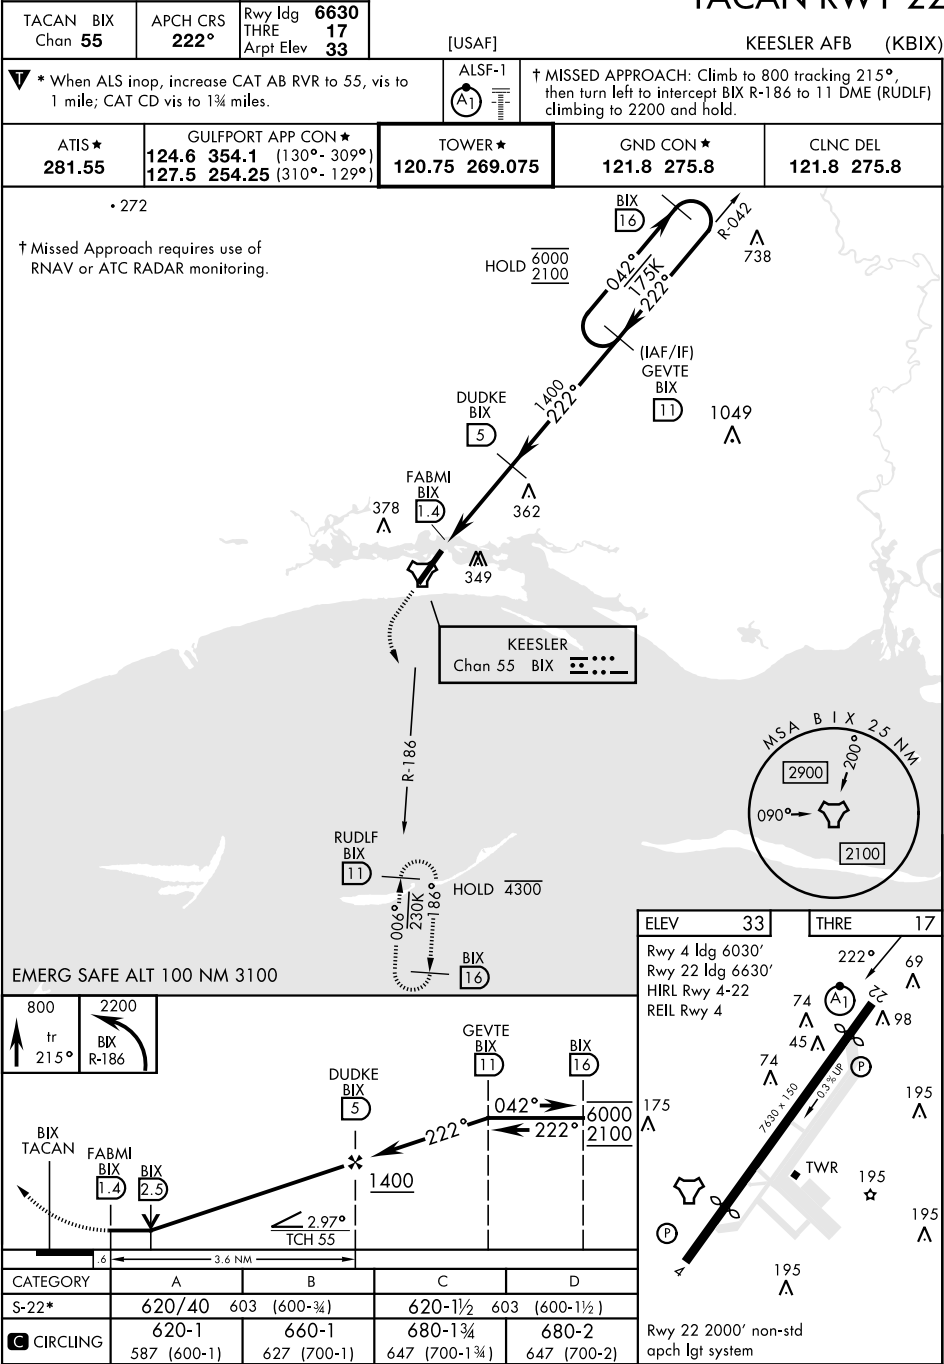 TACAN RWY 22
TACAN BIX
Chan 55
APCH CRS
222°
Rwy ldg 6630
THRE 17
Arpt Elev 33
[USAF]
KEESLER AFB (KBIX)
T * When ALS inop, increase CAT AB RVR to 55, vis to
1 mile; CAT CD vis to 1¾ miles.
ALSF-1
A1
† MISSED APPROACH: Climb to 800 tracking 215°,
then turn left to intercept BIX R-186 to 11 DME (RUDLF)
climbing to 2200 and hold.
ATIS★
281.55
GULFPORT APP CON★
124.6 354.1 (130°- 309°)
127.5 254.25 (310°- 129°)
TOWER★
120.75 269.075
GND CON★
121.8 275.8
CLNC DEL
121.8 275.8
272
† Missed Approach requires use of
RNAV or ATC RADAR monitoring.
BIX
16
R-042
738
HOLD 6000
2100
042°
175K
222°
(IAF/IF)
GEVTE
BIX
11
1400
222°
DUDKE
BIX
5
1049
FABMI
BIX
1.4
378
362
349
KEESLER
Chan 55 BIX
R-186
MSA BIX 25 NM
2900
200°
090°
2100
RUDLF
BIX
11
HOLD 4300
006°
230K
186°
BIX
16
EMERG SAFE ALT 100 NM 3100
ELEV 33
THRE 17
Rwy 4 ldg 6030'
Rwy 22 ldg 6630'
HIRL Rwy 4-22
REIL Rwy 4
222°
69
22
74
A1
98
45
74
P
0.3% UP
7630 x 150
175
195
TWR
195
195
P
4
195
Rwy 22 2000' non-std
apch lgt system
800
tr
215°
2200
BIX
R-186
GEVTE
BIX
11
BIX
16
DUDKE
BIX
5
042°
222°
222°
6000
2100
1400
BIX
TACAN
FABMI
BIX
1.4
BIX
2.5
2.97°
TCH 55
.6
3.6 NM
CATEGORY A B C D
S-22* 620/40 603 (600-¾) 620-1½ 603 (600-1½)
C CIRCLING 620-1 660-1 680-1¾ 680-2
587 (600-1) 627 (700-1) 647 (700-1¾) 647 (700-2)